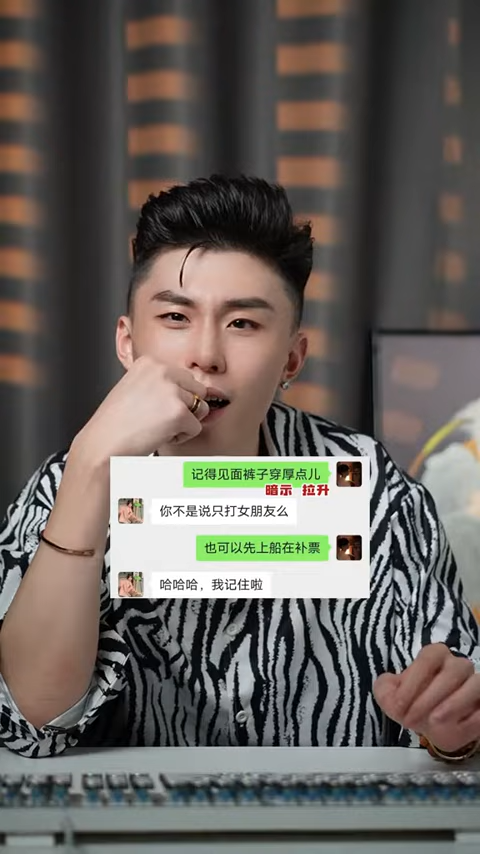 记得见面裤子穿厚点儿
暗示 拉升
你不是说只打女朋友么
也可以先上船在补票
哈哈哈，我记住啦